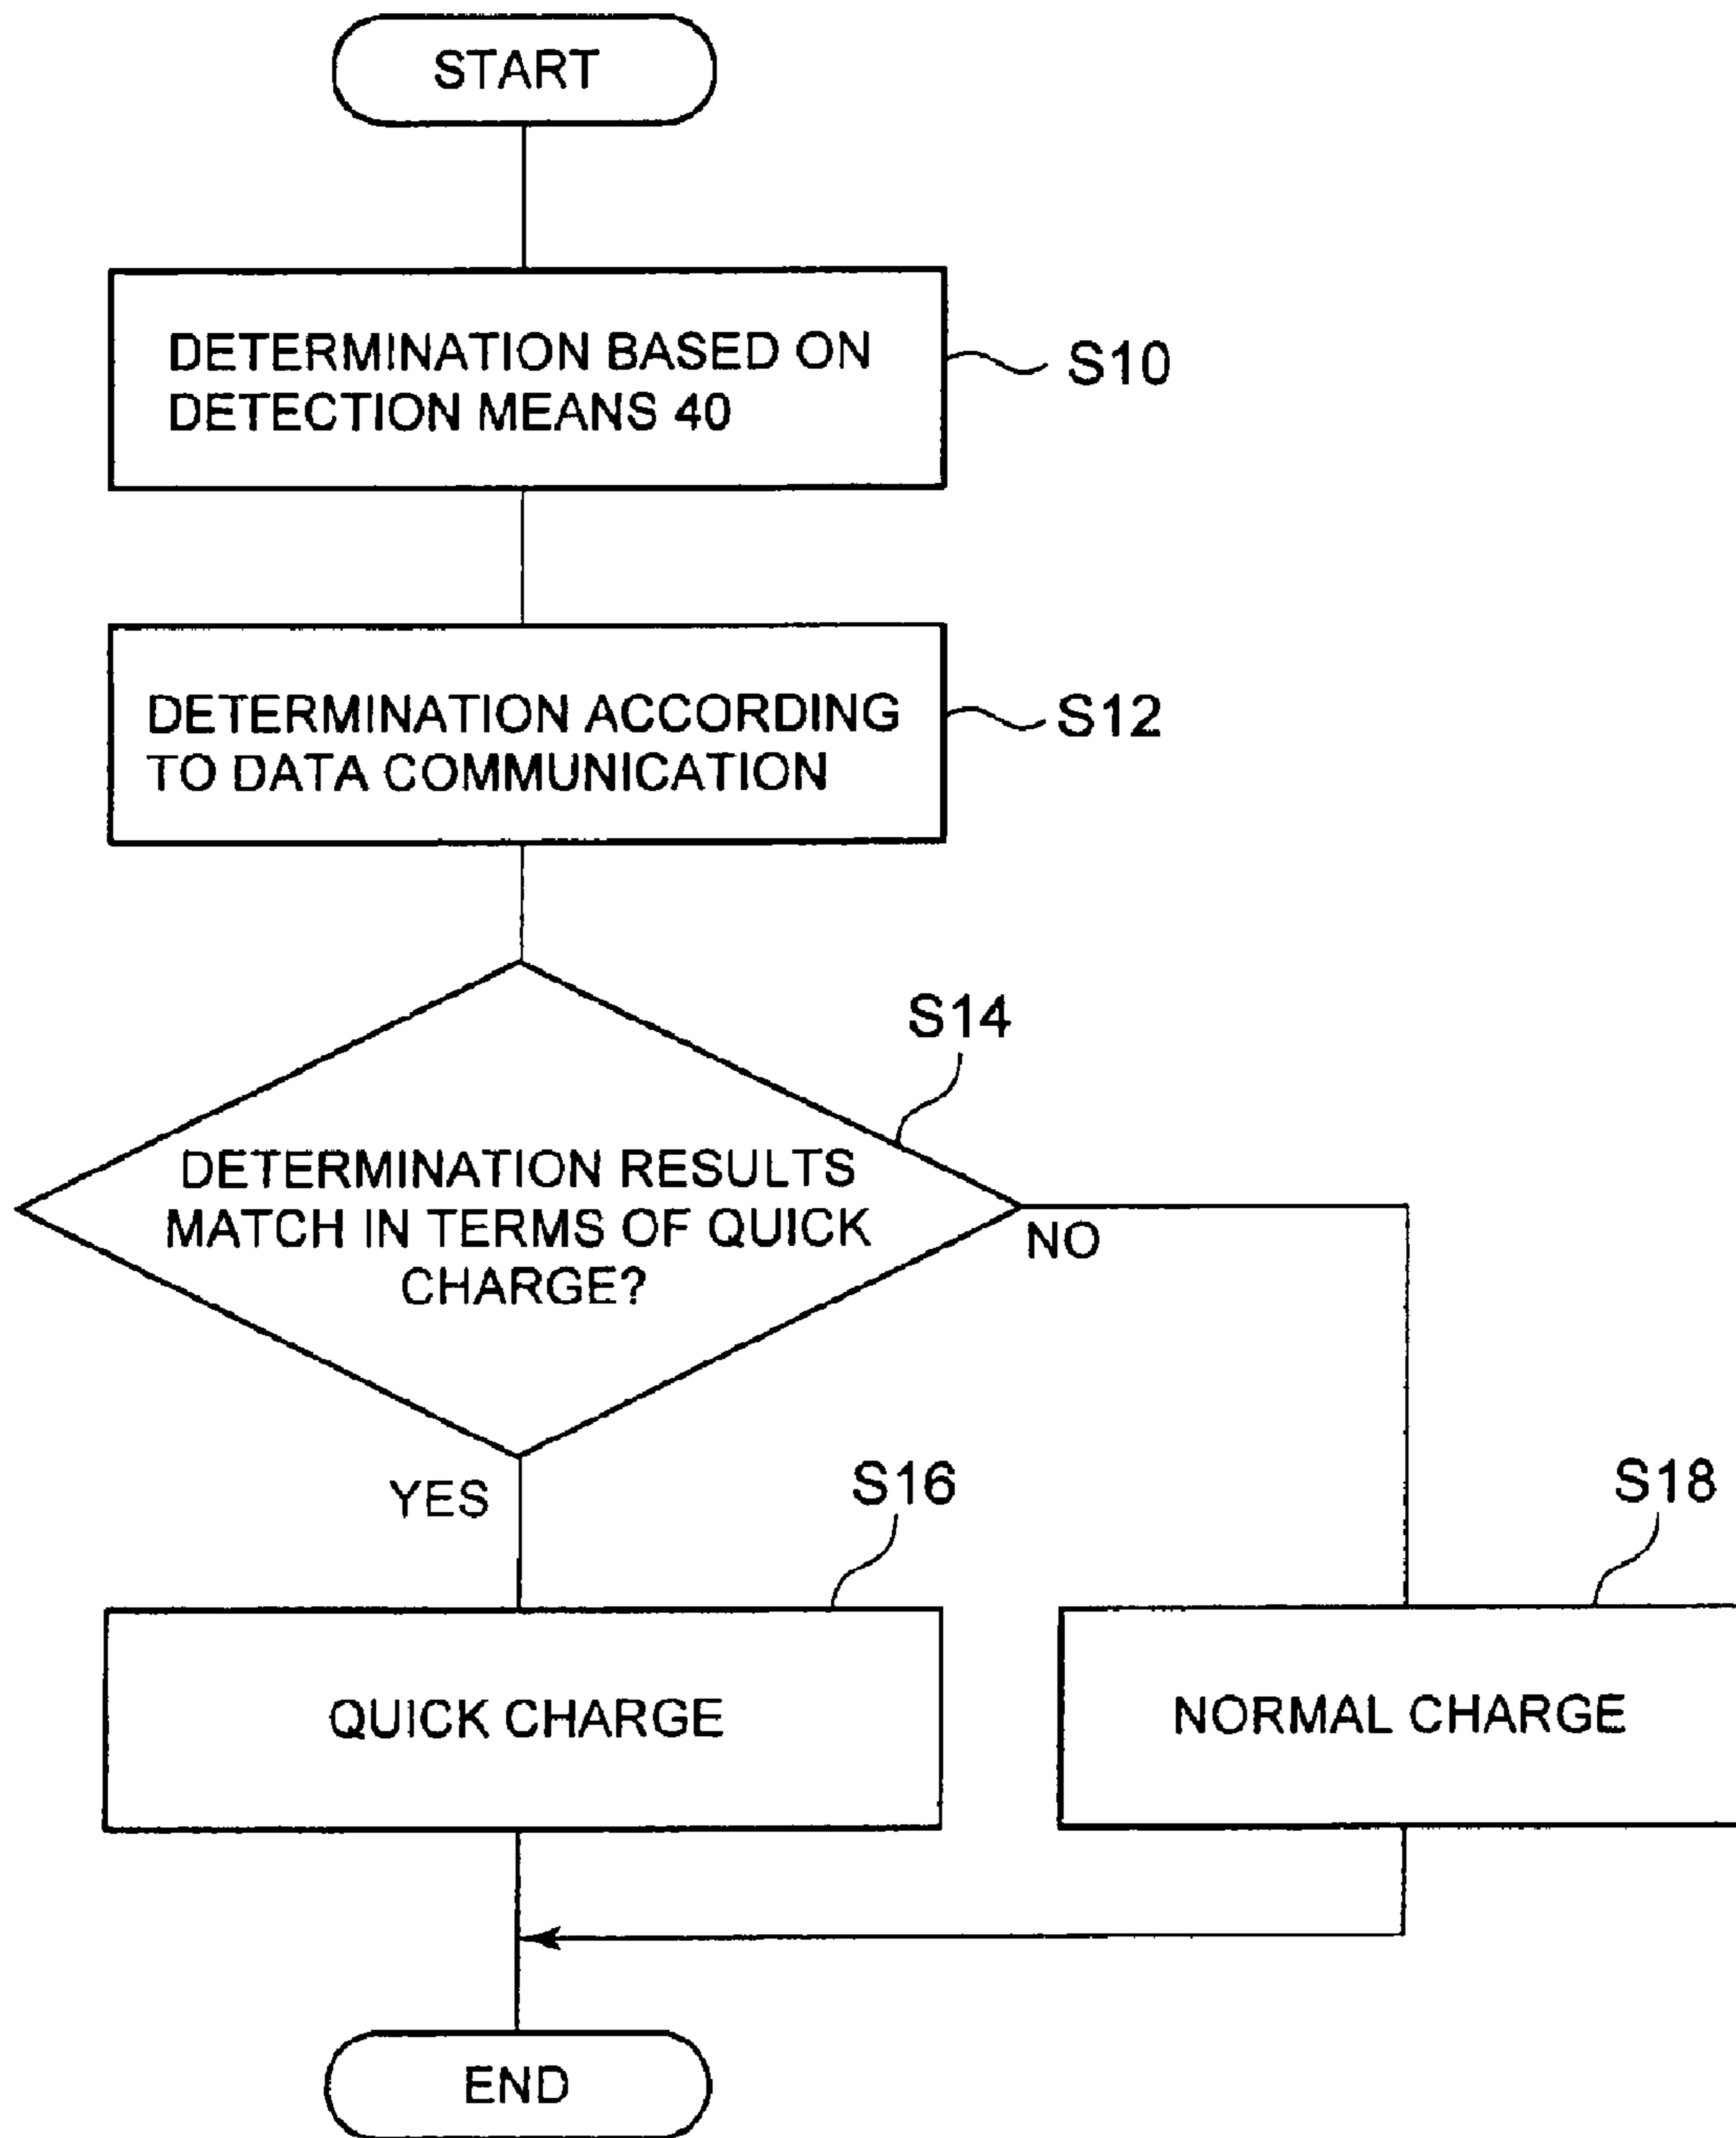 START
DETERMINATION BASED ON
DETECTION MEANS 40
S10
DETERMINATION ACCORDING
TO DATA COMMUNICATION
S12
S14
DETERMINATION RESULTS
MATCH IN TERMS OF QUICK
CHARGE?
NO
YES
S16
S18
QUICK CHARGE
NORMAL CHARGE
END